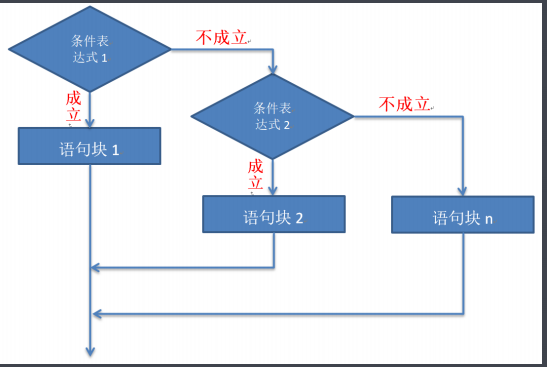 条件表
达式 1
不成立
成
立
语句块 1
条件表
达式 2
不成立
成
立
语句块 2
语句块 n